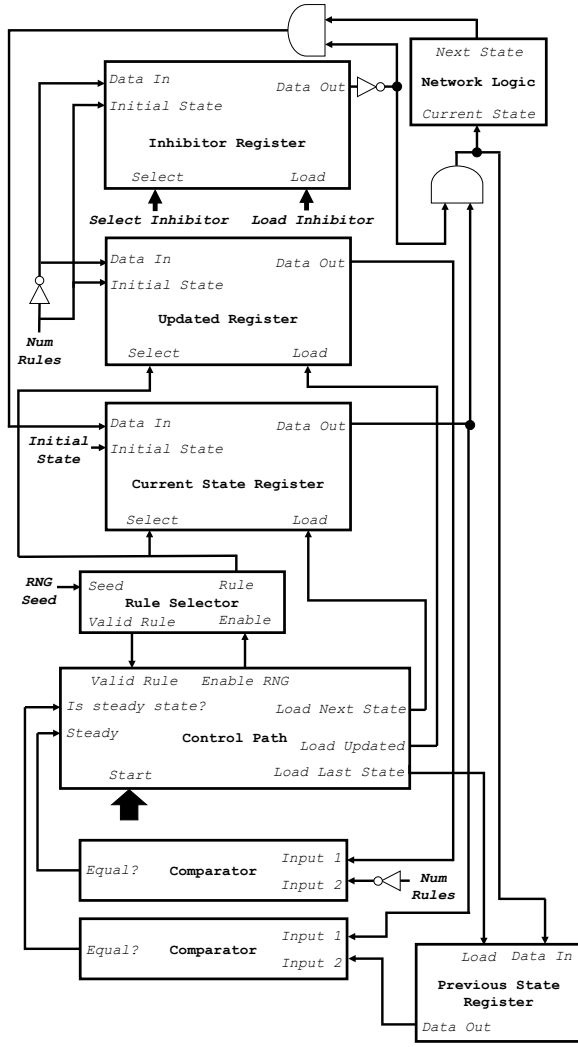 Next State
Network Logic
Current State
Data In
Data Out
Initial State
Inhibitor Register
Select
Load
Select Inhibitor
Load Inhibitor
Data In
Data Out
Initial State
Updated Register
Select
Load
Num
Rules
Data In
Data Out
Initial
State
Initial State
Current State Register
Select
Load
RNG
Seed
Seed
Rule
Rule Selector
Valid Rule
Enable
Valid Rule
Enable RNG
Is steady state?
Load Next State
Steady
Control Path
Load Updated
Start
Load Last State
Equal?
Comparator
Input 1
Input 2
Num
Rules
Equal?
Comparator
Input 1
Input 2
Load
Data In
Previous State
Register
Data Out